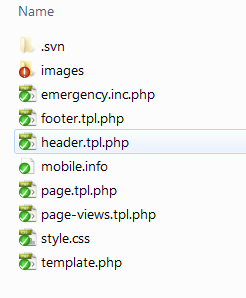 Name
.svn
images
emergency.inc.php
footer.tpl.php
header.tpl.php
mobile.info
page.tpl.php
page-views.tpl.php
style.css
template.php